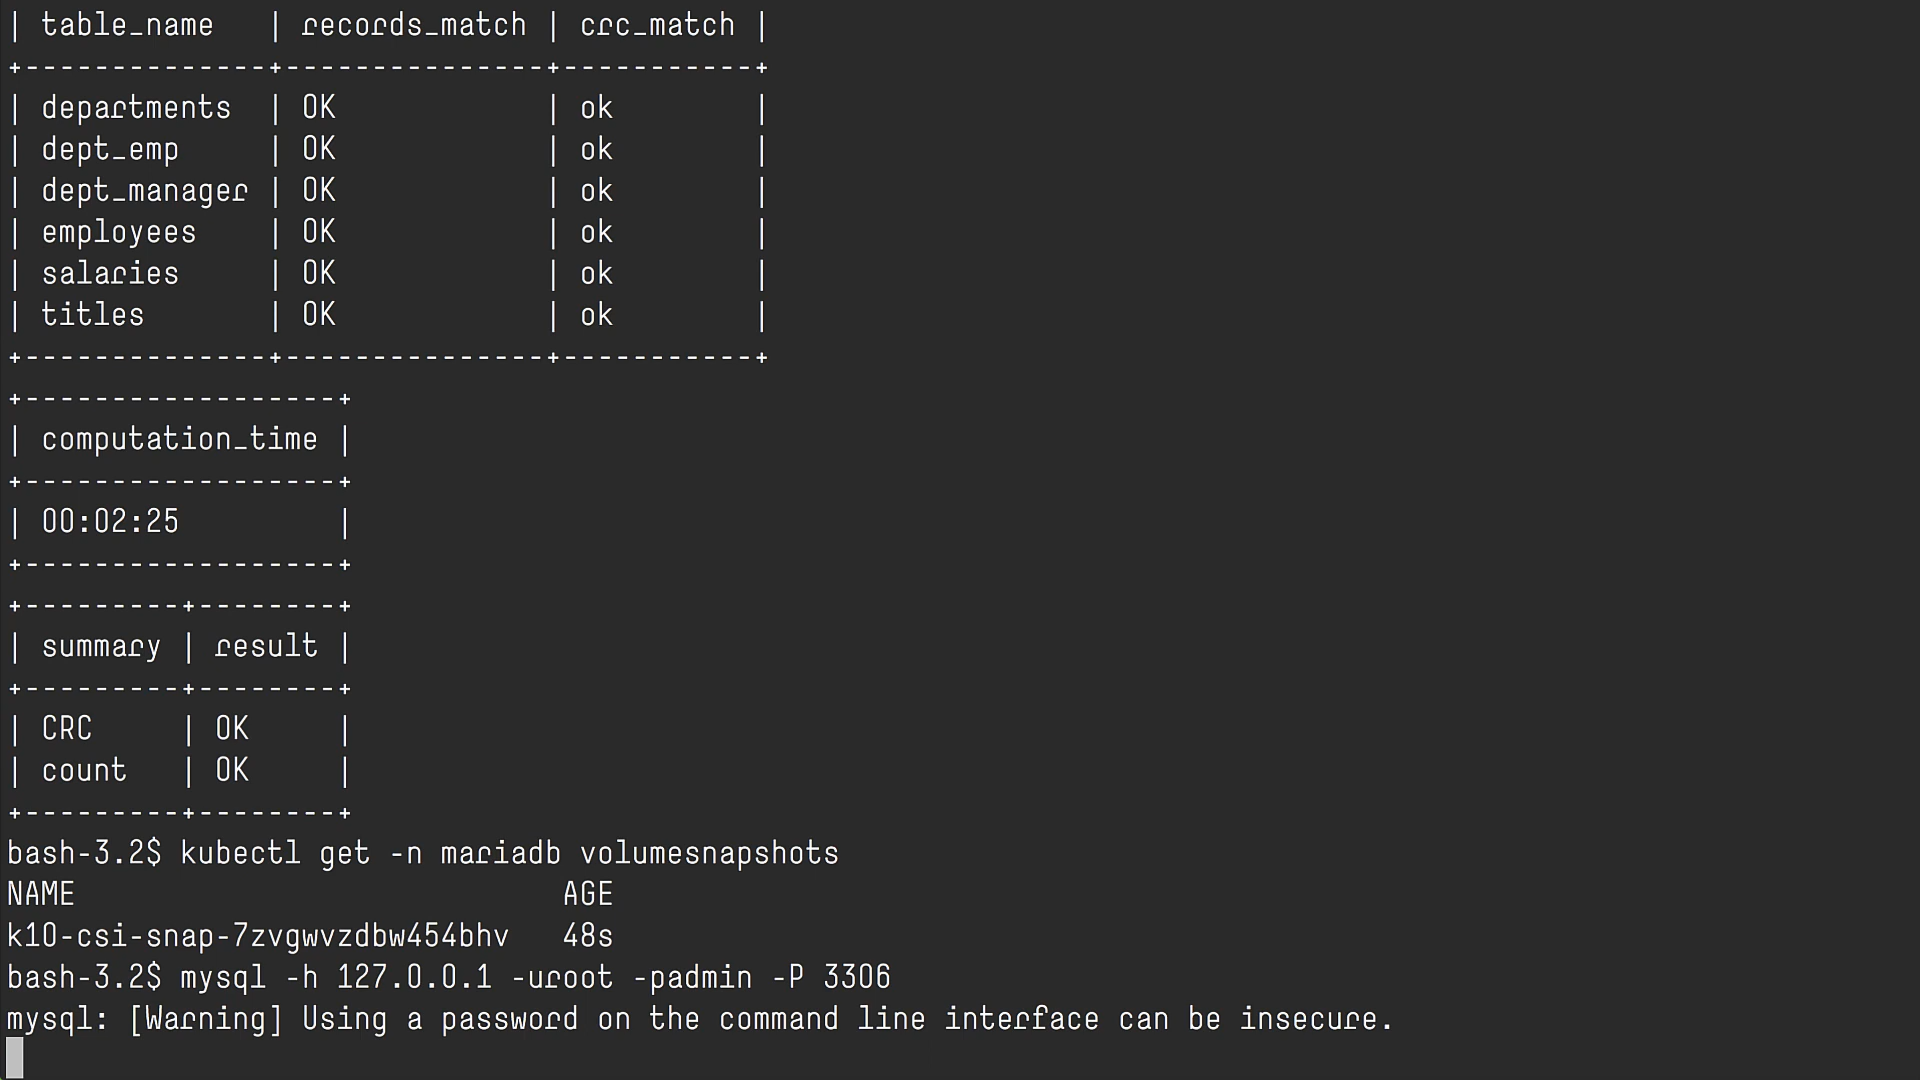 | table_name   | records_match | crc_match |
+--------------+---------------+-----------+
| departments  | OK            | ok        |
| dept_emp     | OK            | ok        |
| dept_manager | OK            | ok        |
| employees    | OK            | ok        |
| salaries     | OK            | ok        |
| titles       | OK            | ok        |
+--------------+---------------+-----------+
+------------------+
| computation_time |
+------------------+
| 00:02:25         |
+------------------+
+---------+--------+
| summary | result |
+---------+--------+
| CRC     | OK     |
| count   | OK     |
+---------+--------+
bash-3.2$ kubectl get -n mariadb volumesnapshots
NAME                            AGE
k10-csi-snap-7zvgwvzdbw454bhv   48s
bash-3.2$ mysql -h 127.0.0.1 -uroot -padmin -P 3306
mysql: [Warning] Using a password on the command line interface can be insecure.